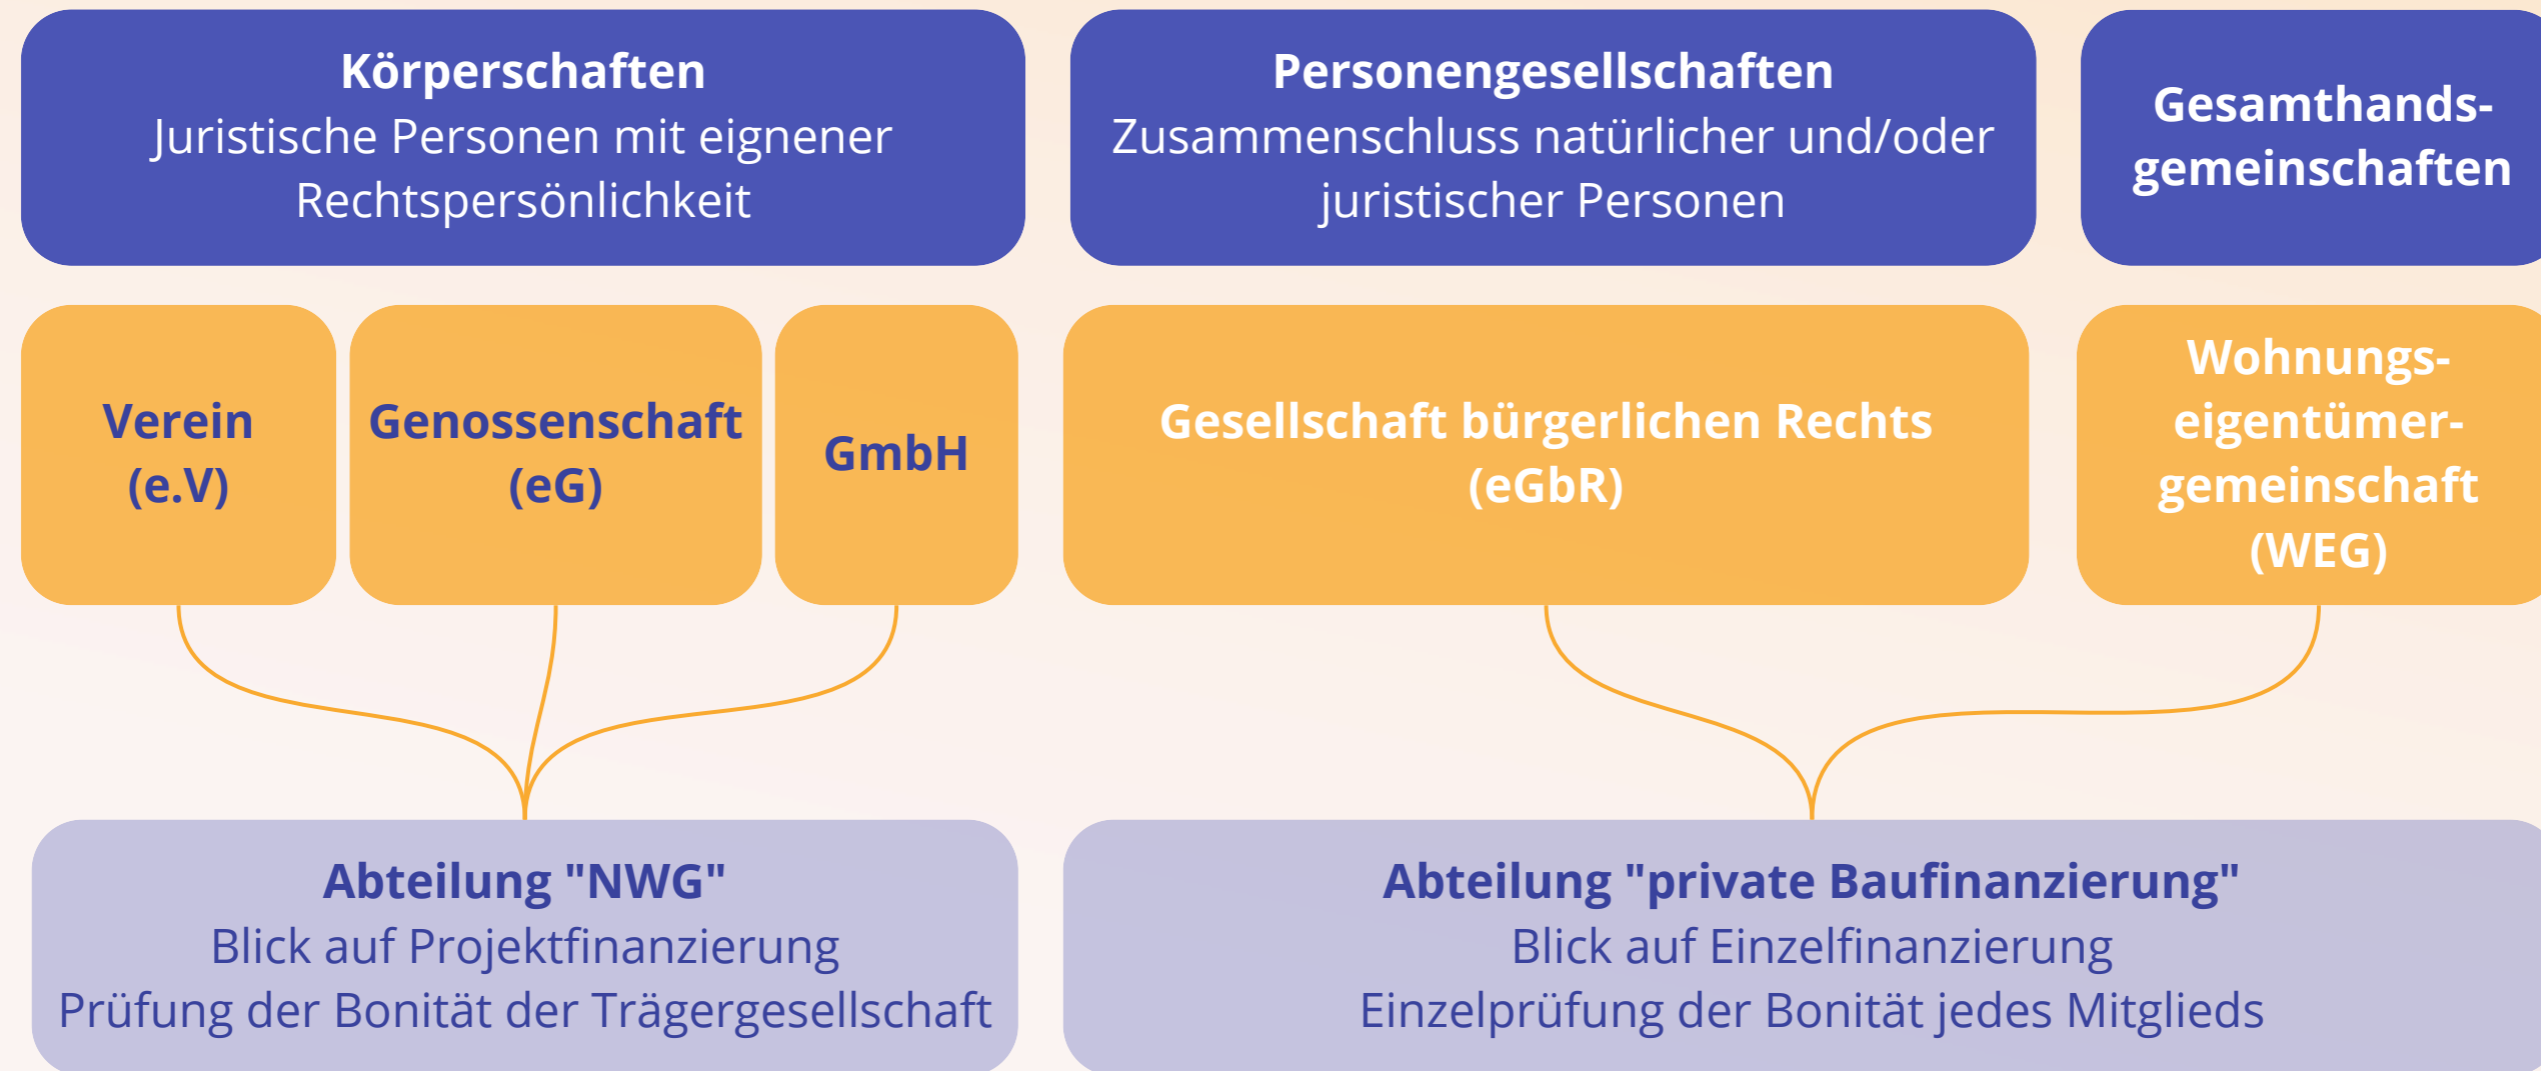 Körperschaften
Juristische Personen mit eignener
Rechtspersönlichkeit
Personengesellschaften
Zusammenschluss natürlicher und/oder
juristischer Personen
Gesamthands-
gemeinschaften
Verein
(e.V)
Genossenschaft
(eG)
GmbH
Gesellschaft bürgerlichen Rechts
(eGbR)
Wohnungs-
eigentümer-
gemeinschaft
(WEG)
Abteilung "NWG"
Blick auf Projektfinanzierung
Prüfung der Bonität der Trägergesellschaft
Abteilung "private Baufinanzierung"
Blick auf Einzelfinanzierung
Einzelprüfung der Bonität jedes Mitglieds